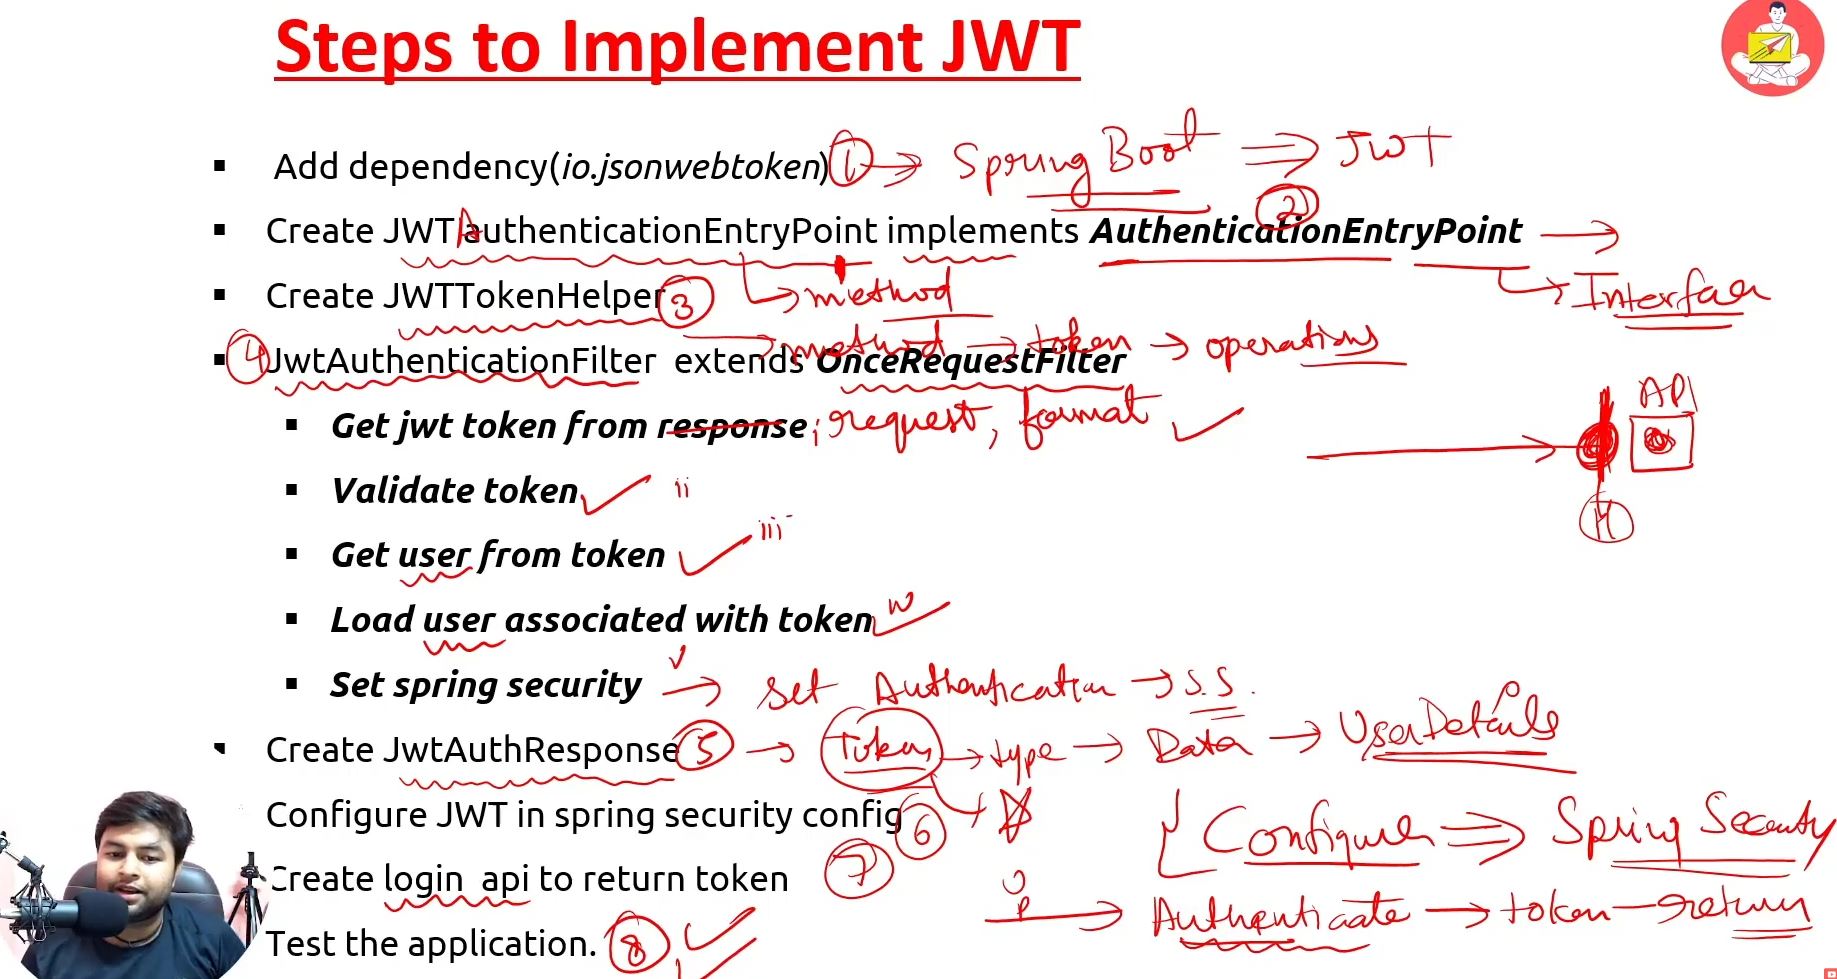 Steps to Implement JWT
Add dependency(io.jsonwebtoken) 1 → Spring Boot ⇒ JWT
2
Create JWTAuthenticationEntryPoint implements AuthenticationEntryPoint →
Create JWTTokenHelper 3 → method → Interface
→ method → token → operations
4 JwtAuthenticationFilter extends OnceRequestFilter
API
Get jwt token from response i request, format ✓
Validate token ✓ ii
H
Get user from token ✓ iii
Load user associated with token ✓ iv
Set spring security v → set Authentication → S.S.
Create JwtAuthResponse 5 → Token → type → Data → UserDetails
Configure JWT in spring security config 6 Configure ⇒ Spring Security
Create login api to return token 7
U
P → Authenticate → token → return
Test the application. 8 ✓